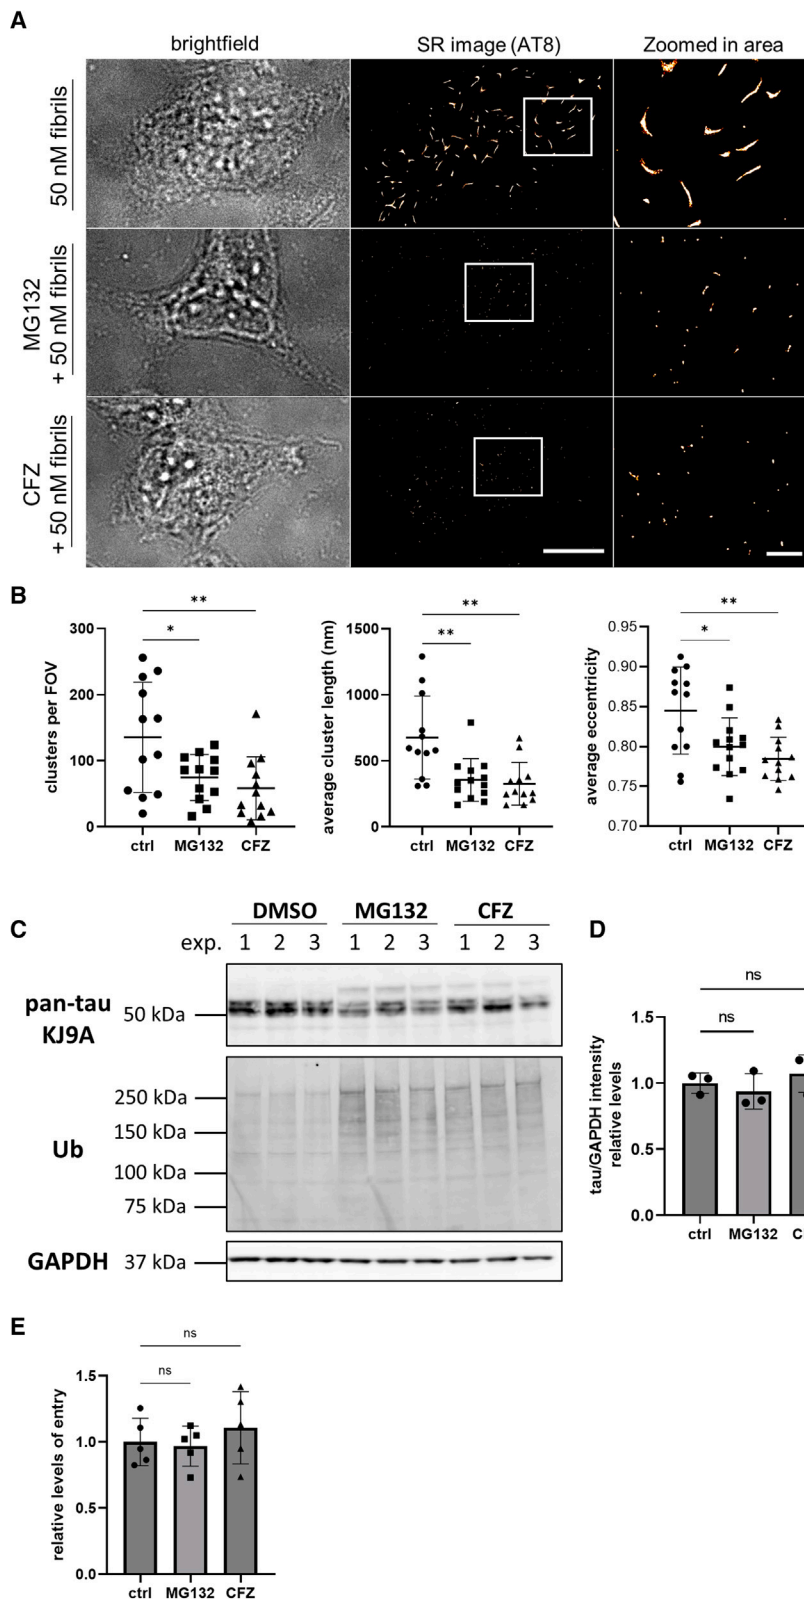 A
brightfield
SR image (AT8)
Zoomed in area
50 nM fibrils
MG132
+ 50 nM fibrils
CFZ
+ 50 nM fibrils
B
clusters per FOV
300
200
100
0
**
*
ctrl
MG132
CFZ
average cluster length (nm)
1500
1000
500
0
**
**
ctrl
MG132
CFZ
average eccentricity
0.95
0.90
0.85
0.80
0.75
0.70
**
*
ctrl
MG132
CFZ
C
DMSO
MG132
CFZ
exp.
1 2 3 1 2 3 1 2 3
pan-tau
KJ9A
50 kDa
Ub
250 kDa
150 kDa
100 kDa
75 kDa
GAPDH
37 kDa
D
tau/GAPDH intensity
relative levels
1.5
1.0
0.5
0.0
ns
ns
ctrl
MG132
E
relative levels of entry
1.5
1.0
0.5
0.0
ns
ns
ctrl
MG132
CFZ